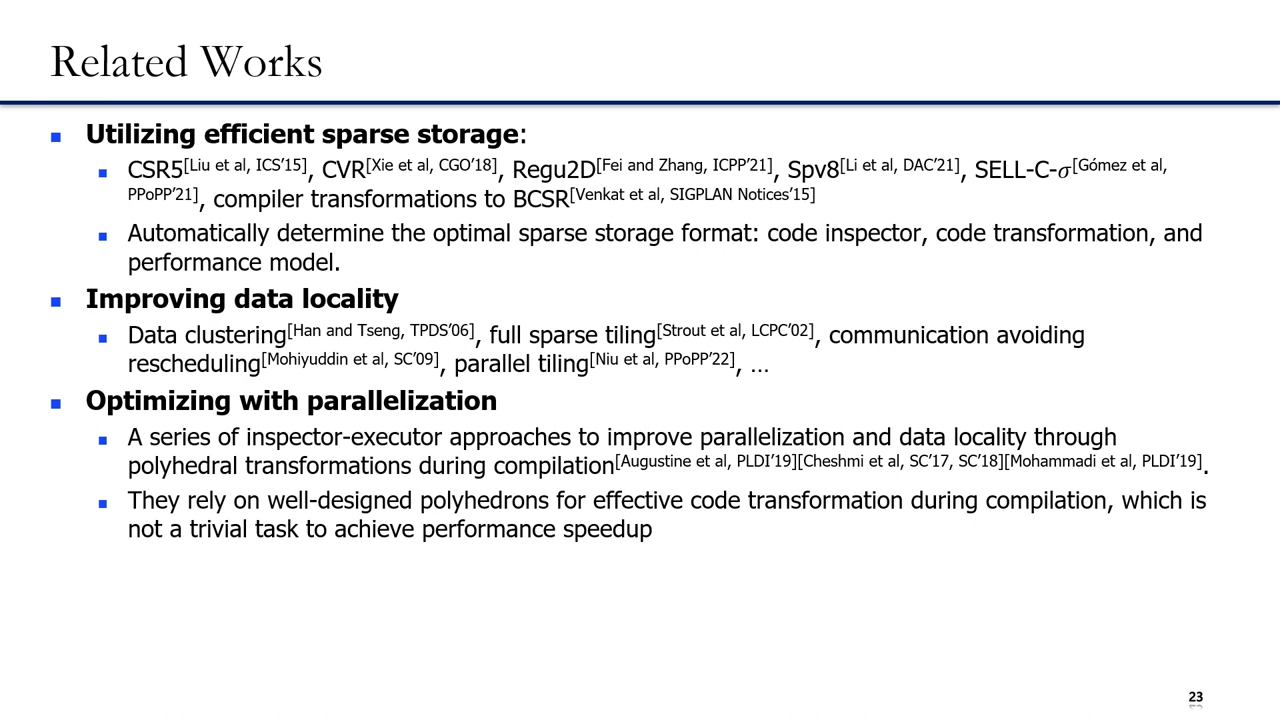 Related Works
Utilizing efficient sparse storage:
CSR5[Liu et al, ICS’15], CVR[Xie et al, CGO’18], Regu2D[Fei and Zhang, ICPP’21], Spv8[Li et al, DAC’21], SELL-C-σ[Gómez et al,
PPoPP’21], compiler transformations to BCSR[Venkat et al, SIGPLAN Notices’15]
Automatically determine the optimal sparse storage format: code inspector, code transformation, and
performance model.
Improving data locality
Data clustering[Han and Tseng, TPDS’06], full sparse tiling[Strout et al, LCPC’02], communication avoiding
rescheduling[Mohiyuddin et al, SC’09], parallel tiling[Niu et al, PPoPP’22], …
Optimizing with parallelization
A series of inspector-executor approaches to improve parallelization and data locality through
polyhedral transformations during compilation[Augustine et al, PLDI’19][Cheshmi et al, SC’17, SC’18][Mohammadi et al, PLDI’19].
They rely on well-designed polyhedrons for effective code transformation during compilation, which is
not a trivial task to achieve performance speedup
23